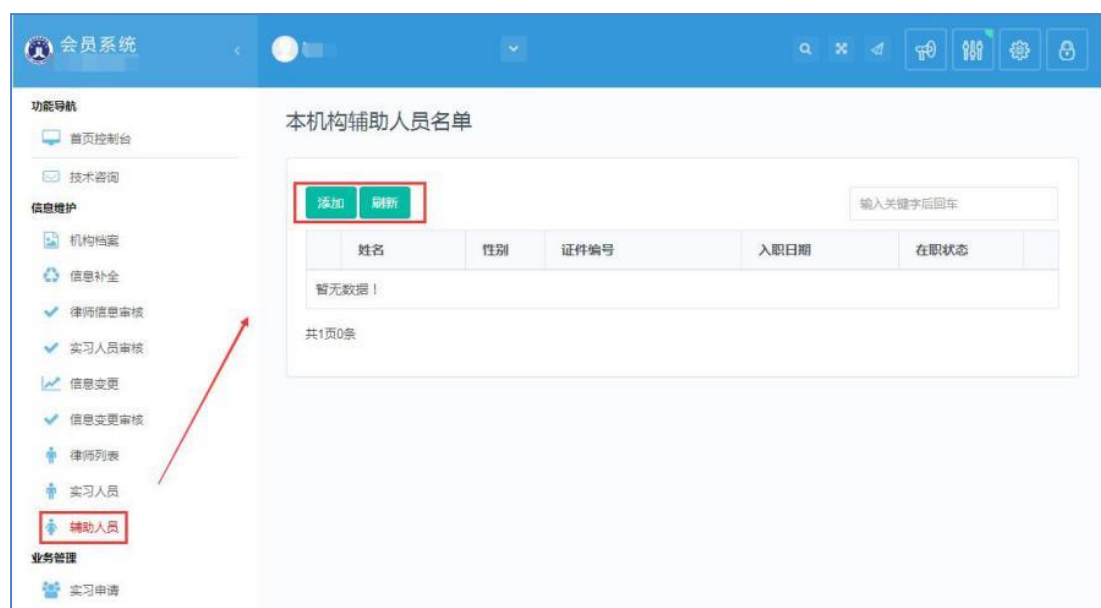 会员系统
功能导航
首页控制台
技术咨询
信息维护
机构档案
信息补全
律师信息审核
实习人员审核
信息变更
信息变更审核
律师列表
实习人员
辅助人员
业务管理
实习申请
本机构辅助人员名单
添加 刷新 输入关键字后回车
姓名 性别 证件编号 入职日期 在职状态
暂无数据！
共1页0条